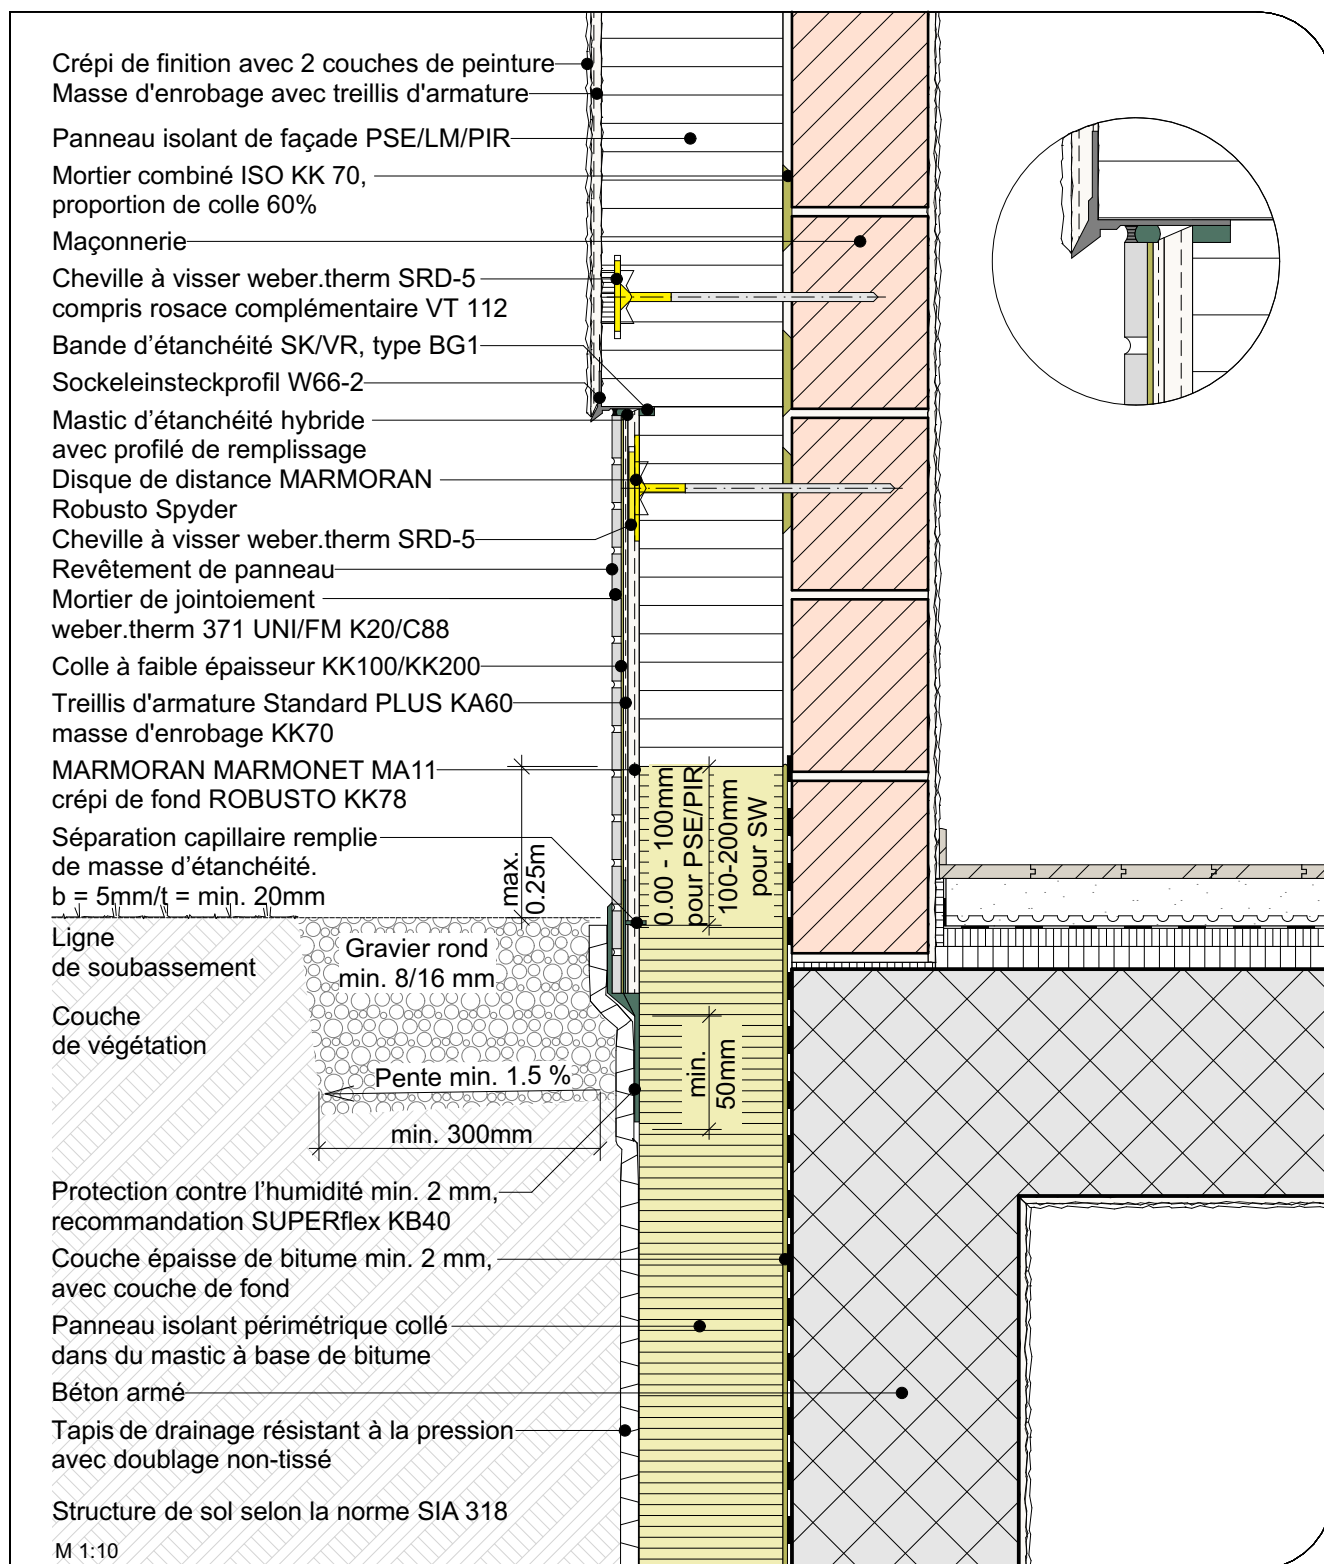 Crépi de finition avec 2 couches de peinture
Masse d'enrobage avec treillis d'armature
Panneau isolant de façade PSE/LM/PIR
Mortier combiné ISO KK 70,
proportion de colle 60%
Maçonnerie
Cheville à visser weber.therm SRD-5
compris rosace complémentaire VT 112
Bande d’étanchéité SK/VR, type BG1
Sockeleinsteckprofil W66-2
Mastic d’étanchéité hybride
avec profilé de remplissage
Disque de distance MARMORAN
Robusto Spyder
Cheville à visser weber.therm SRD-5
Revêtement de panneau
Mortier de jointoiement
weber.therm 371 UNI/FM K20/C88
Colle à faible épaisseur KK100/KK200
Treillis d'armature Standard PLUS KA60
masse d'enrobage KK70
MARMORAN MARMONET MA11
crépi de fond ROBUSTO KK78
Séparation capillaire remplie
de masse d’étanchéité.
b = 5mm/t = min. 20mm
max.
0.25m
0.00 - 100mm
pour PSE/PIR
100-200mm
pour SW
Ligne
de soubassement
Gravier rond
min. 8/16 mm
Couche
de végétation
Pente min. 1.5 %
min.
50mm
min. 300mm
Protection contre l’humidité min. 2 mm,
recommandation SUPERflex KB40
Couche épaisse de bitume min. 2 mm,
avec couche de fond
Panneau isolant périmétrique collé
dans du mastic à base de bitume
Béton armé
Tapis de drainage résistant à la pression
avec doublage non-tissé
Structure de sol selon la norme SIA 318
M 1:10